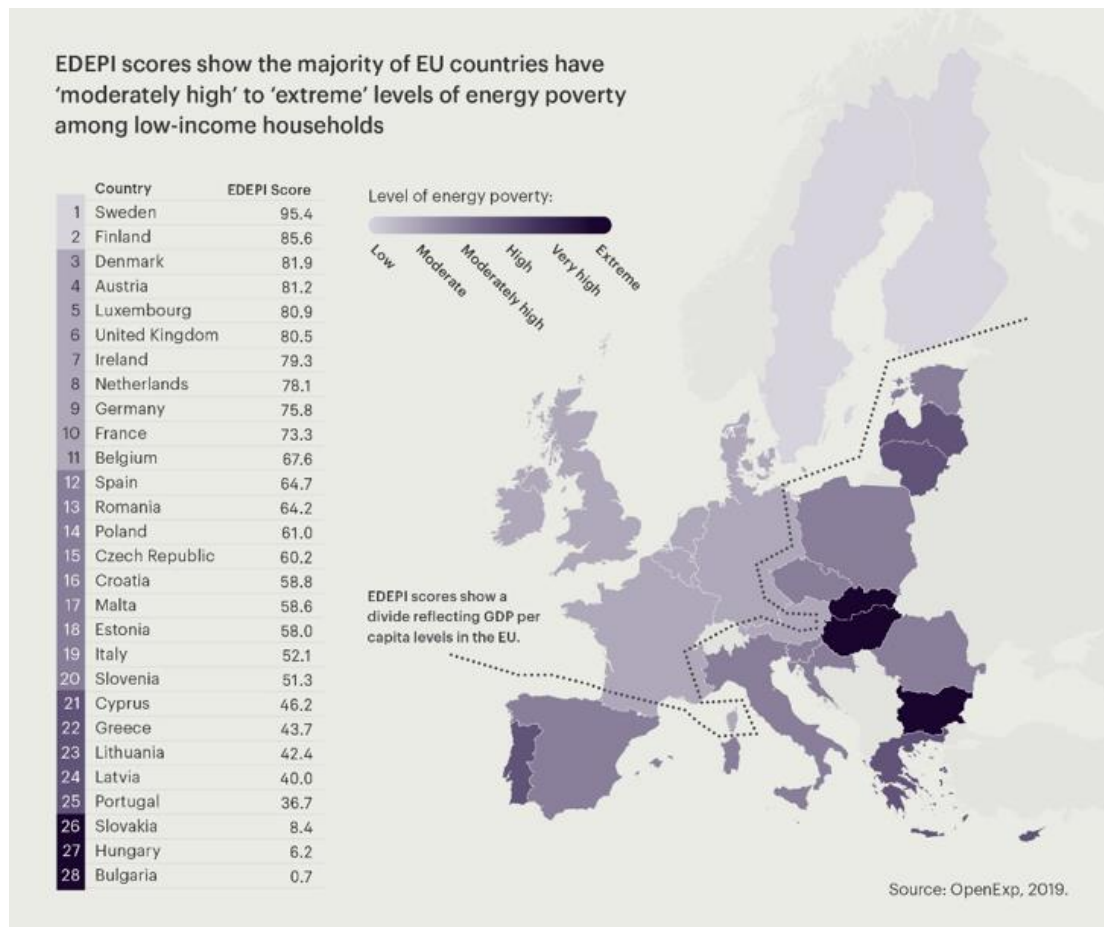 EDEPI scores show the majority of EU countries have
‘moderately high’ to ‘extreme’ levels of energy poverty
among low-income households
Country EDEPI Score
1 Sweden 95.4
2 Finland 85.6
3 Denmark 81.9
4 Austria 81.2
5 Luxembourg 80.9
6 United Kingdom 80.5
7 Ireland 79.3
8 Netherlands 78.1
9 Germany 75.8
10 France 73.3
11 Belgium 67.6
12 Spain 64.7
13 Romania 64.2
14 Poland 61.0
15 Czech Republic 60.2
16 Croatia 58.8
17 Malta 58.6
18 Estonia 58.0
19 Italy 52.1
20 Slovenia 51.3
21 Cyprus 46.2
22 Greece 43.7
23 Lithuania 42.4
24 Latvia 40.0
25 Portugal 36.7
26 Slovakia 8.4
27 Hungary 6.2
28 Bulgaria 0.7
Level of energy poverty:
Low
Moderate
Moderately high
High
Very high
Extreme
EDEPI scores show a
divide reflecting GDP per
capita levels in the EU.
Source: OpenExp, 2019.